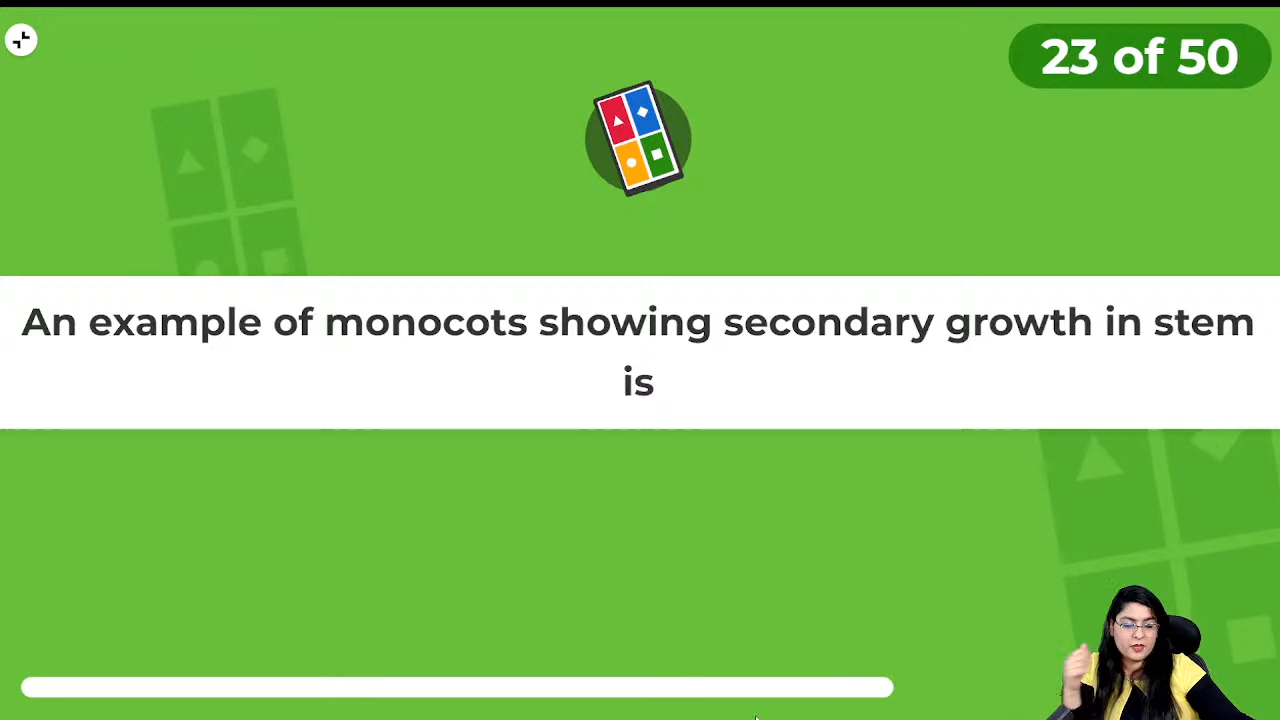 23 of 50
An example of monocots showing secondary growth in stem
is